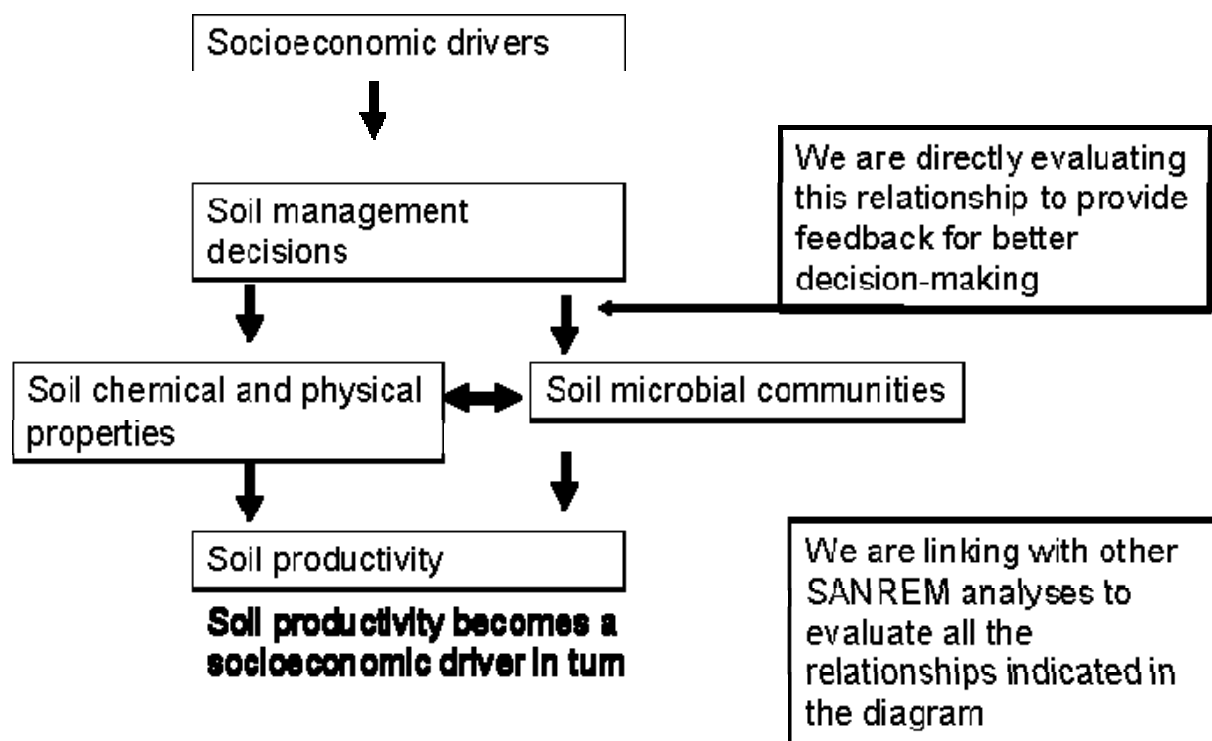 Socioeconomic drivers
Soil management
decisions
We are directly evaluating
this relationship to provide
feedback for better
decision-making
Soil chemical and physical
properties
Soil microbial communities
Soil productivity
Soil productivity becomes a
socioeconomic driver in turn
We are linking with other
SANREM analyses to
evaluate all the
relationships indicated in
the diagram